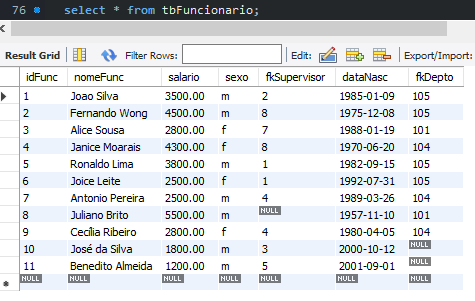 76 select * from tbFuncionario;
Result Grid Filter Rows: Edit: Export/Import:
idFunc nomeFunc salario sexo fkSupervisor dataNasc fkDepto
1 Joao Silva 3500.00 m 2 1985-01-09 105
2 Fernando Wong 4500.00 m 8 1975-12-08 105
3 Alice Sousa 2800.00 f 7 1988-01-19 101
4 Janice Moarais 4300.00 f 8 1970-06-20 104
5 Ronaldo Lima 3800.00 m 1 1982-09-15 105
6 Joice Leite 2500.00 f 1 1992-07-31 105
7 Antonio Pereira 2500.00 m 4 1989-03-26 104
8 Juliano Brito 5500.00 m NULL 1957-11-10 101
9 Cecília Ribeiro 2800.00 f 4 1980-04-05 104
10 José da Silva 1800.00 m 3 2000-10-12 NULL
11 Benedito Almeida 1200.00 m 5 2001-09-01 NULL
NULL NULL NULL NULL NULL NULL NULL